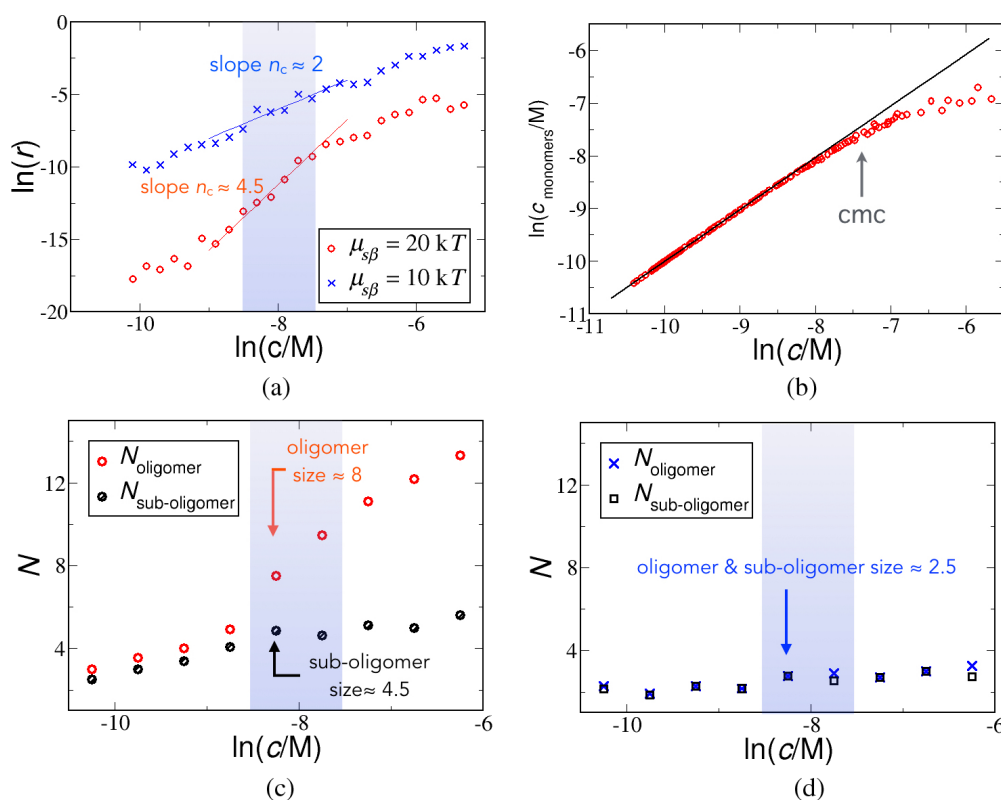 0
-5
-10
-15
-20
ln(r)
slope n_c ≈ 2
slope n_c ≈ 4.5
μ_sβ = 20 kT
μ_sβ = 10 kT
-10 -8 -6
ln(c/M)
(a)
-6
-7
-8
-9
-10
-11
ln(c monomers/M)
cmc
-11 -10 -9 -8 -7 -6
ln(c/M)
(b)
12
8
4
N
N_oligomer
N_sub-oligomer
oligomer
size ≈ 8
sub-oligomer
size≈ 4.5
-10 -8 -6
ln(c/M)
(c)
12
8
4
N
N_oligomer
N_sub-oligomer
oligomer & sub-oligomer size ≈ 2.5
-10 -8 -6
ln(c/M)
(d)